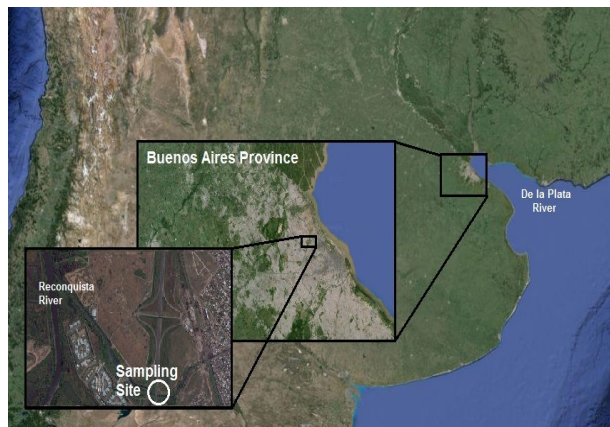 Buenos Aires Province
De la Plata
River
Reconquista
River
Sampling
Site